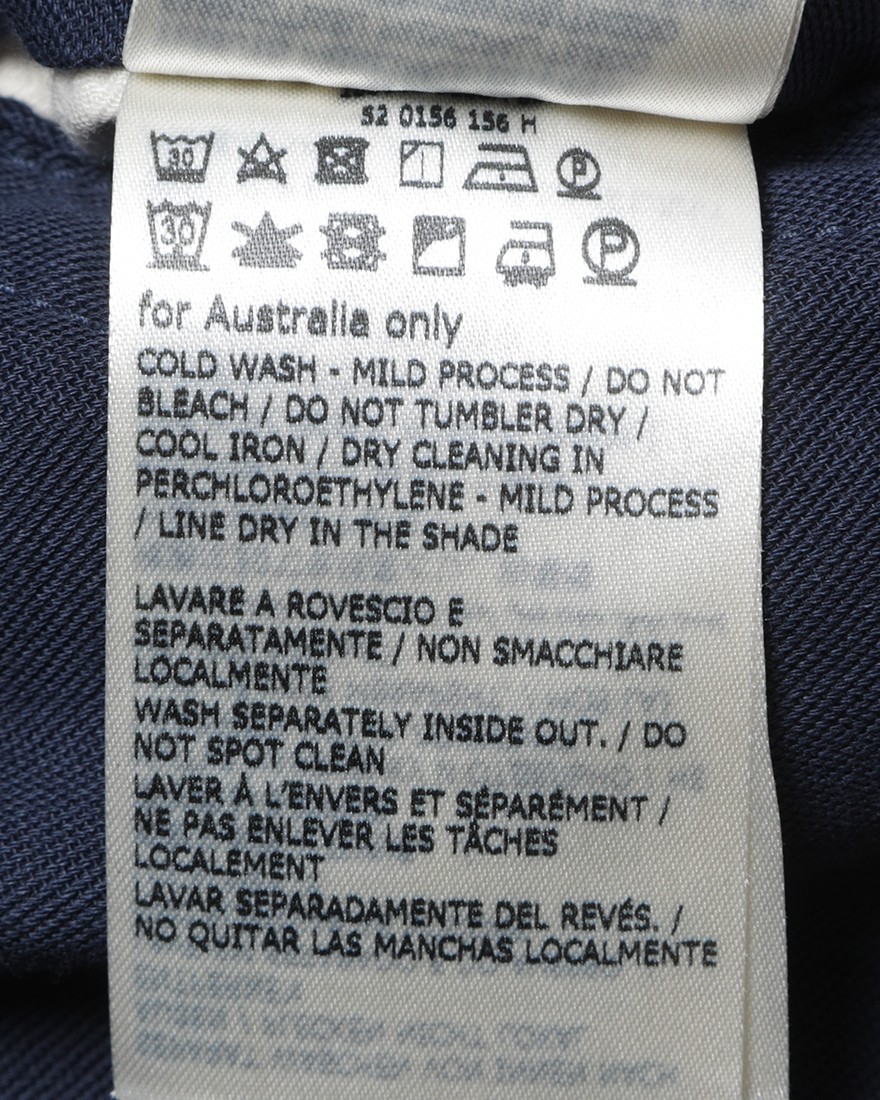 52 0156 156 H
30 P
30 P
for Australia only
COLD WASH - MILD PROCESS / DO NOT
BLEACH / DO NOT TUMBLER DRY /
COOL IRON / DRY CLEANING IN
PERCHLOROETHYLENE - MILD PROCESS
/ LINE DRY IN THE SHADE
LAVARE A ROVESCIO E
SEPARATAMENTE / NON SMACCHIARE
LOCALMENTE
WASH SEPARATELY INSIDE OUT. / DO
NOT SPOT CLEAN
LAVER À L'ENVERS ET SÉPARÉMENT /
NE PAS ENLEVER LES TÂCHES
LOCALEMENT
LAVAR SEPARADAMENTE DEL REVÉS. /
NO QUITAR LAS MANCHAS LOCALMENTE